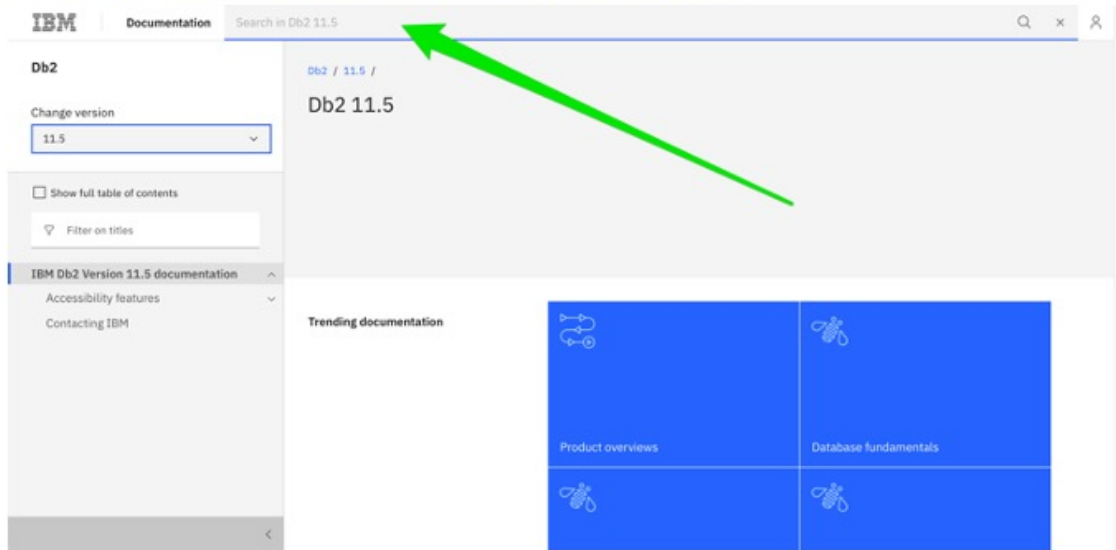 IBM Documentation Search in Db2 11.5
Db2
Change version
11.5
Show full table of contents
Filter on titles
IBM Db2 Version 11.5 documentation
Accessibility features
Contacting IBM
Db2 / 11.5 /
Db2 11.5
Trending documentation
Product overviews
Database fundamentals